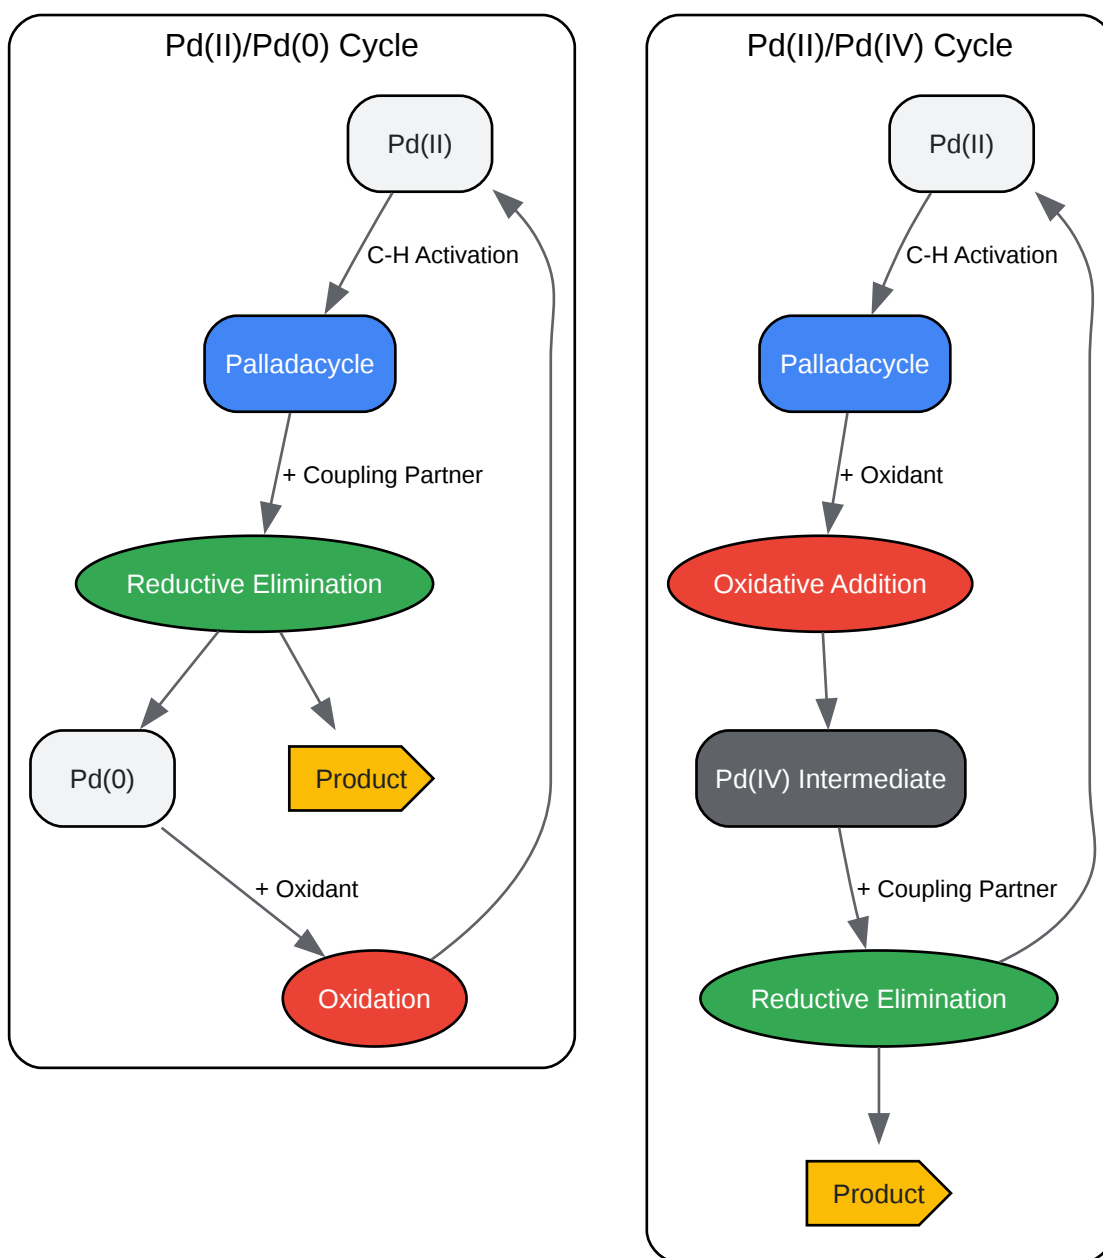 Pd(II)/Pd(0) Cycle
Pd(II)
C-H Activation
Palladacycle
+ Coupling Partner
Reductive Elimination
Pd(0)
Product
+ Oxidant
Oxidation
Pd(II)/Pd(IV) Cycle
Pd(II)
C-H Activation
Palladacycle
+ Oxidant
Oxidative Addition
Pd(IV) Intermediate
+ Coupling Partner
Reductive Elimination
Product